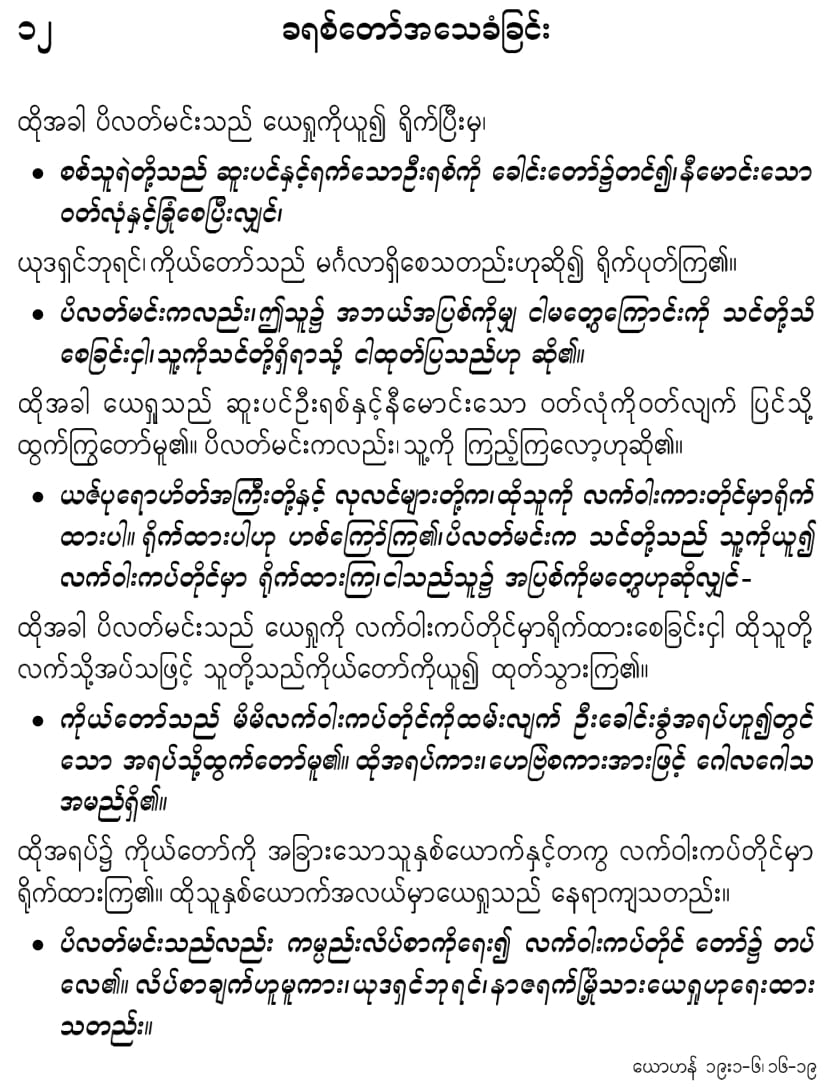 ၁၂ ခရစ်တော်အသေခံခြင်း
ထိုအခါ ပိလတ်မင်းသည် ယေရှုကိုယူ၍ ရိုက်ပြီးမှ၊
• စစ်သူရဲတို့သည် ဆူးပင်နှင့်ရက်သောဦးရစ်ကို ခေါင်းတော်၌တင်၍၊နီမောင်းသော
ဝတ်လုံနှင့်ခြုံစေပြီးလျှင်၊
ယုဒရှင်ဘုရင်၊ကိုယ်တော်သည် မင်္ဂလာရှိစေသတည်းဟုဆို၍ ရိုက်ပုတ်ကြ၏။
• ပိလတ်မင်းကလည်း၊ဤသူ၌ အဘယ်အပြစ်ကိုမျှ ငါမတွေ့ကြောင်းကို သင်တို့သိ
စေခြင်းငှါ၊သူ့ကိုသင်တို့ရှိရာသို့ ငါထုတ်ပြသည်ဟု ဆို၏။
ထိုအခါ ယေရှုသည် ဆူးပင်ဦးရစ်နှင့်နီမောင်းသော ဝတ်လုံကိုဝတ်လျက် ပြင်သို့
ထွက်ကြွတော်မူ၏။ ပိလတ်မင်းကလည်း၊သူ့ကို ကြည့်ကြလော့ဟုဆို၏။
• ယဇ်ပုရောဟိတ်အကြီးတို့နှင့် လုလင်များတို့က၊ထိုသူကို လက်ဝါးကားတိုင်မှာရိုက်
ထားပါ။ ရိုက်ထားပါဟု ဟစ်ကြော်ကြ၏၊ပိလတ်မင်းက သင်တို့သည် သူ့ကိုယူ၍
လက်ဝါးကပ်တိုင်မှာ ရိုက်ထားကြ၊ငါသည်သူ၌ အပြစ်ကိုမတွေ့ဟုဆိုလျှင်–
ထိုအခါ ပိလတ်မင်းသည် ယေရှုကို လက်ဝါးကပ်တိုင်မှာရိုက်ထားစေခြင်းငှါ ထိုသူတို့
လက်သို့အပ်သဖြင့် သူတို့သည်ကိုယ်တော်ကိုယူ၍ ထုတ်သွားကြ၏။
• ကိုယ်တော်သည် မိမိလက်ဝါးကပ်တိုင်ကိုထမ်းလျက် ဦးခေါင်းခွံအရပ်ဟူ၍တွင်
သော အရပ်သို့ထွက်တော်မူ၏။ ထိုအရပ်ကား၊ဟေဗြဲစကားအားဖြင့် ဂေါလဂေါသ
အမည်ရှိ၏။
ထိုအရပ်၌ ကိုယ်တော်ကို အခြားသောသူနှစ်ယောက်နှင့်တကွ လက်ဝါးကပ်တိုင်မှာ
ရိုက်ထားကြ၏။ ထိုသူနှစ်ယောက်အလယ်မှာယေရှုသည် နေရာကျသတည်း။
• ပိလတ်မင်းသည်လည်း ကမ္ပည်းလိပ်စာကိုရေး၍ လက်ဝါးကပ်တိုင် တော်၌ တပ်
လေ၏။ လိပ်စာချက်ဟူမူကား၊ယုဒရှင်ဘုရင်၊နာဇရက်မြို့သားယေရှုဟုရေးထား
သတည်း။
ယောဟန် ၁၉း၁-၆၊၁၆-၁၉